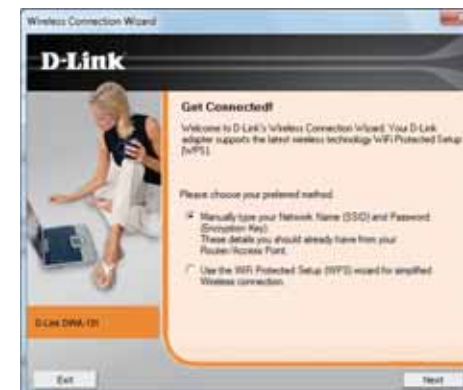 Wireless Connection Wizard
D-Link
Get Connected!
Welcome to D-Link's Wireless Connection Wizard. Your D-Link
adapter supports the latest wireless technology WiFi Protected Setup
(WPS).
Please choose your preferred method.
Manually type your Network Name (SSID) and Password
(Encryption Key)
These details you should already have from your
Router/Access Point.
Use the WiFi Protected Setup (WPS) wizard for simplified
Wireless connection.
D-Link DWA-131
Exit
Next